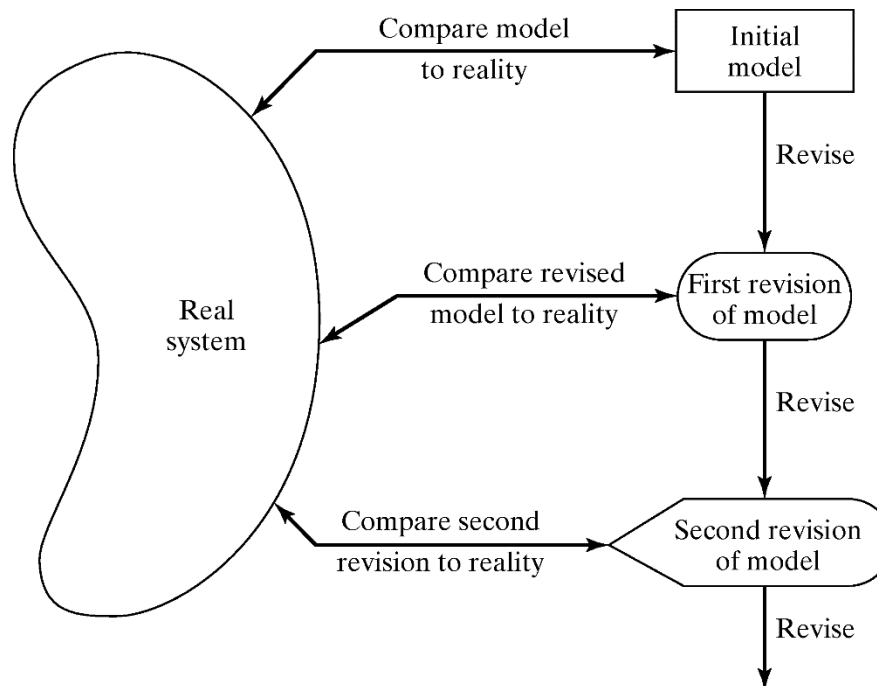 Compare model
to reality
Initial
model
Revise
Real
system
Compare revised
model to reality
First revision
of model
Revise
Compare second
revision to reality
Second revision
of model
Revise